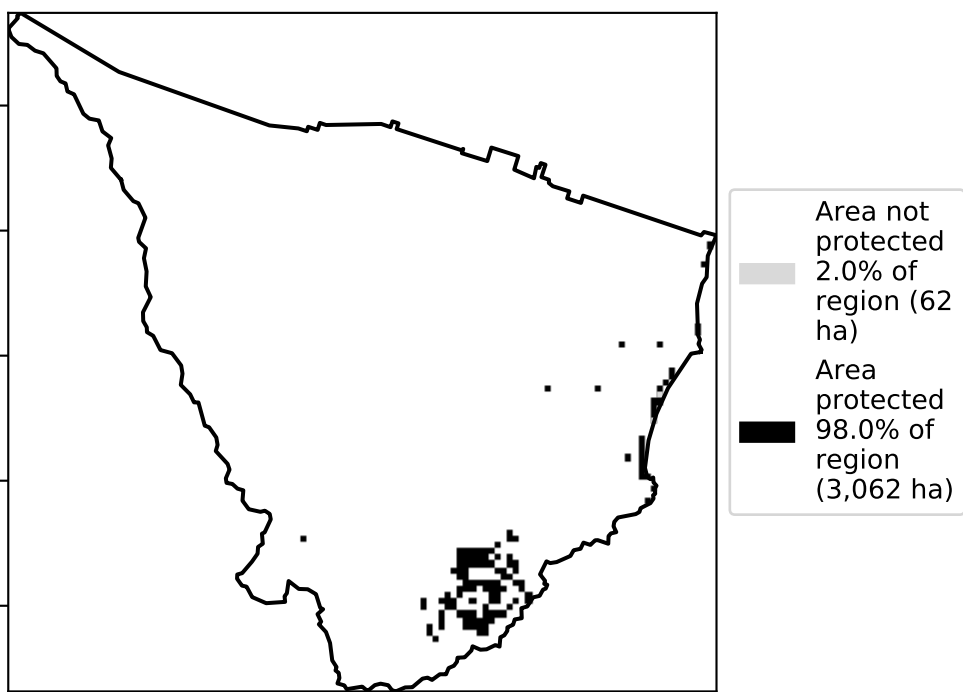 Area not
protected
2.0% of
region (62
ha)
Area
protected
98.0% of
region
(3,062 ha)